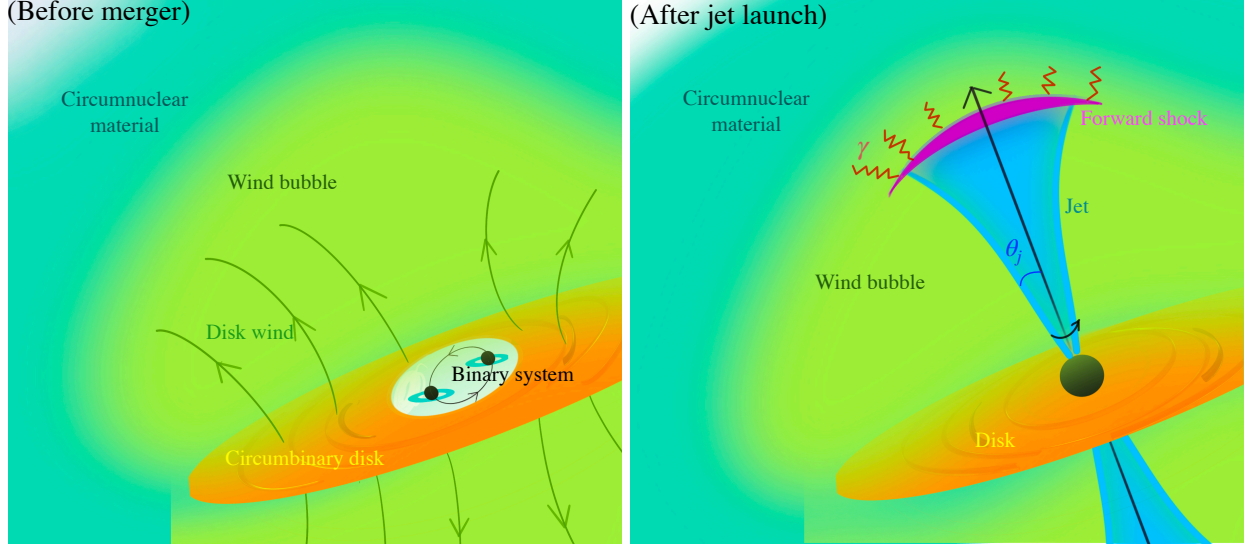 (Before merger)
Circumnuclear
material
Wind bubble
Disk wind
Binary system
Circumbinary disk
(After jet launch)
Circumnuclear
material
Forward shock
γ
Jet
θj
Wind bubble
Disk